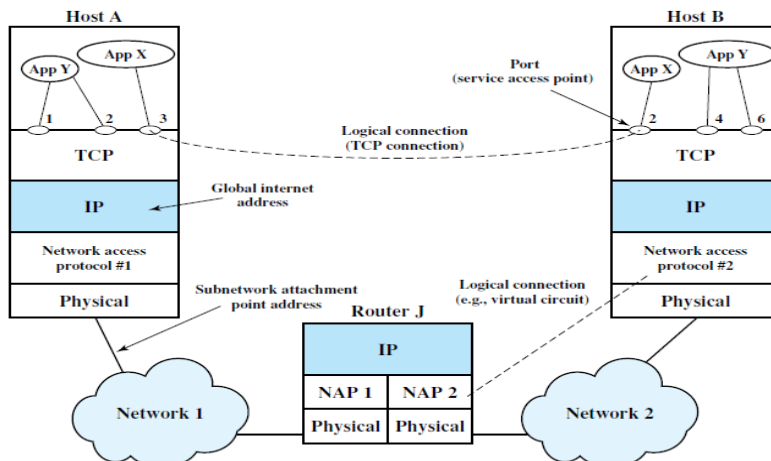 Host A
Host B
App X
App Y
Port
(service access point)
App X
App Y
1
2
3
2
4
6
Logical connection
(TCP connection)
TCP
TCP
Global internet
address
IP
IP
Network access
protocol #1
Network access
protocol #2
Subnetwork attachment
point address
Logical connection
(e.g., virtual circuit)
Physical
Physical
Router J
IP
NAP 1
NAP 2
Physical
Physical
Network 1
Network 2